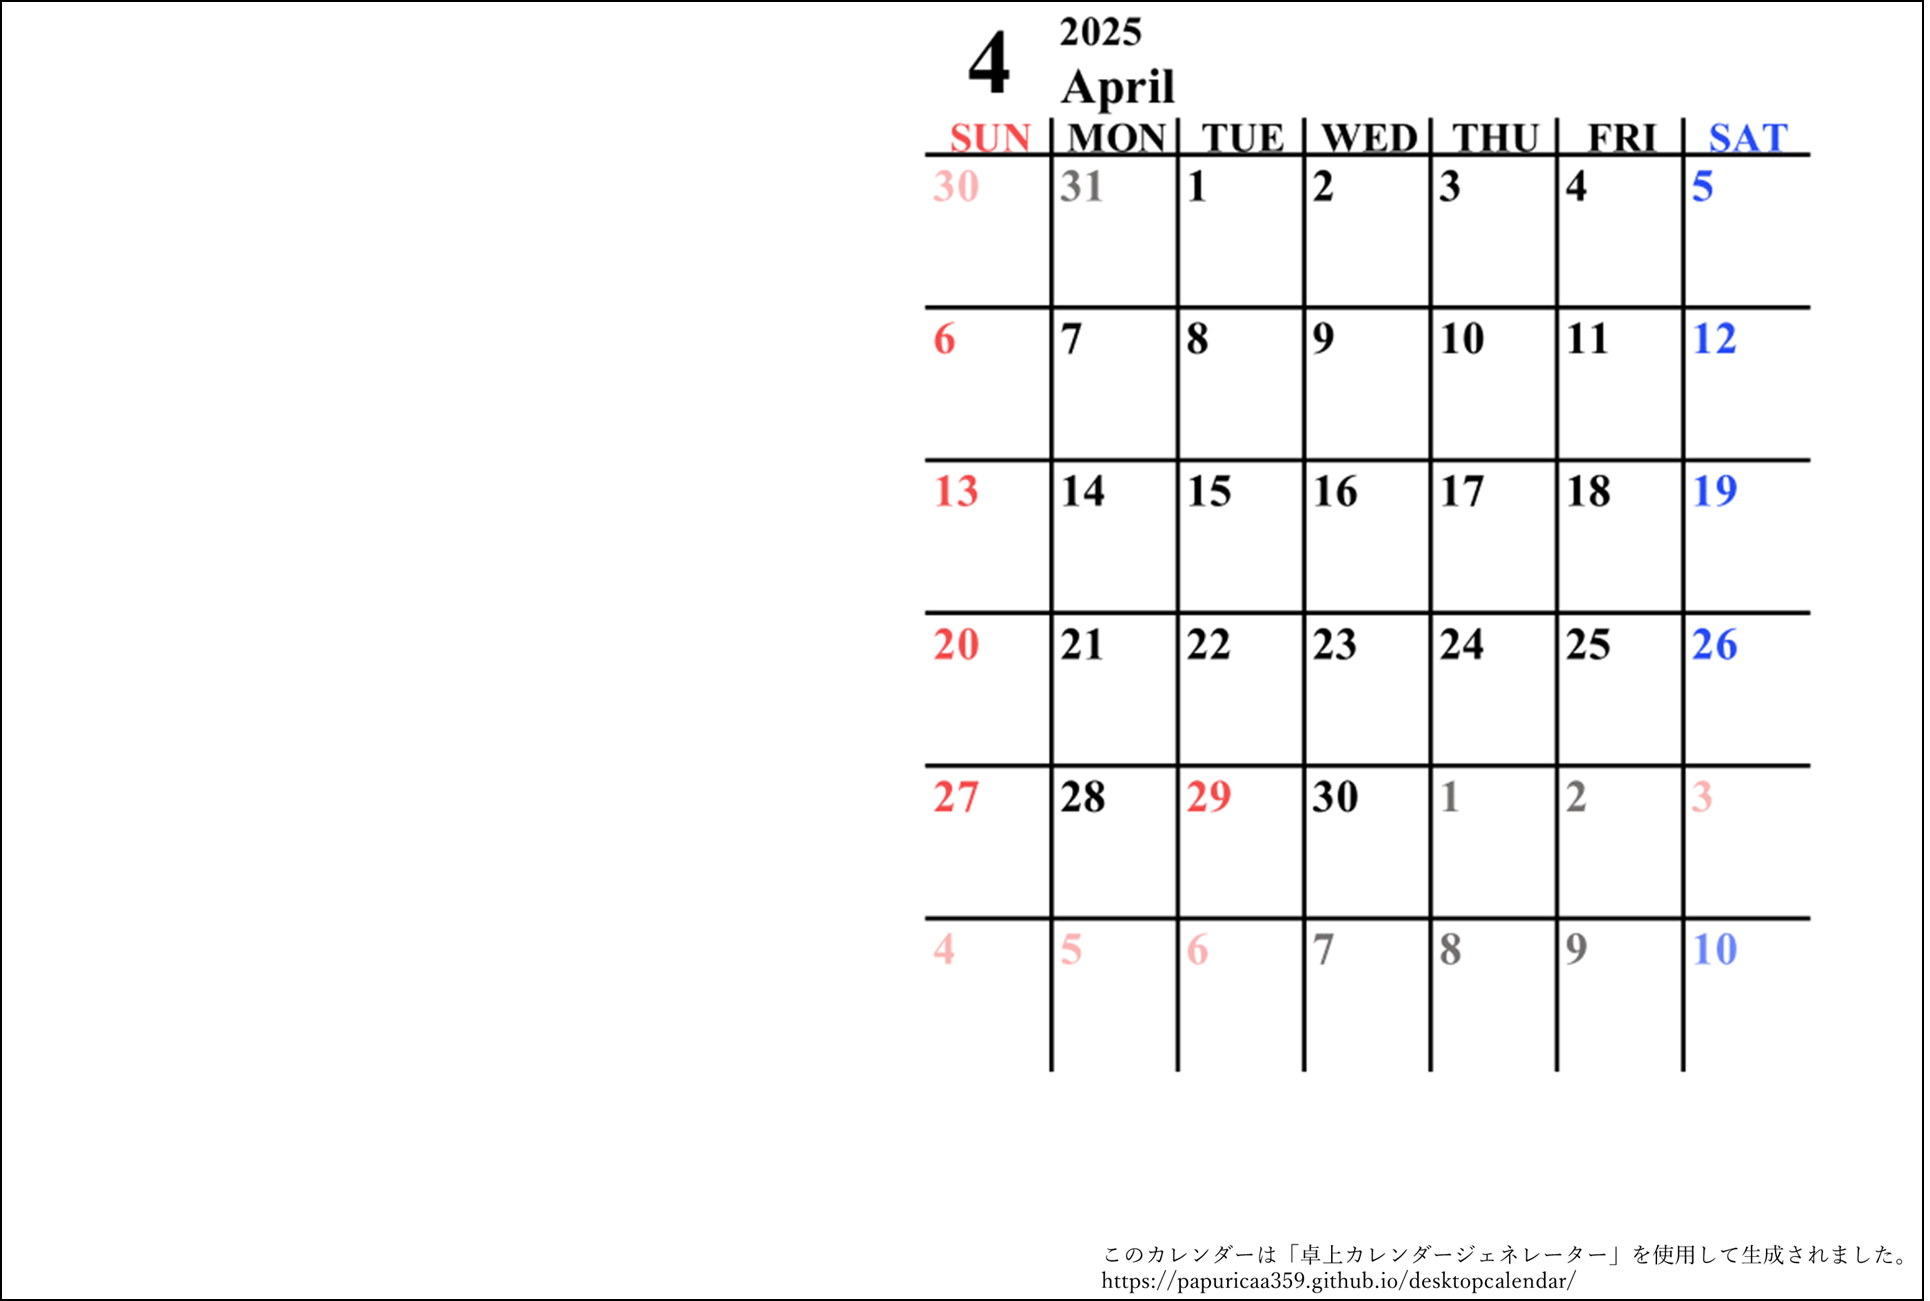 4
2025
April
SUN MON TUE WED THU FRI SAT
30 31 1 2 3 4 5
6 7 8 9 10 11 12
13 14 15 16 17 18 19
20 21 22 23 24 25 26
27 28 29 30 1 2 3
4 5 6 7 8 9 10
このカレンダーは「卓上カレンダージェネレーター」を使用して生成されました。
https://papuricaa359.github.io/desktopcalendar/